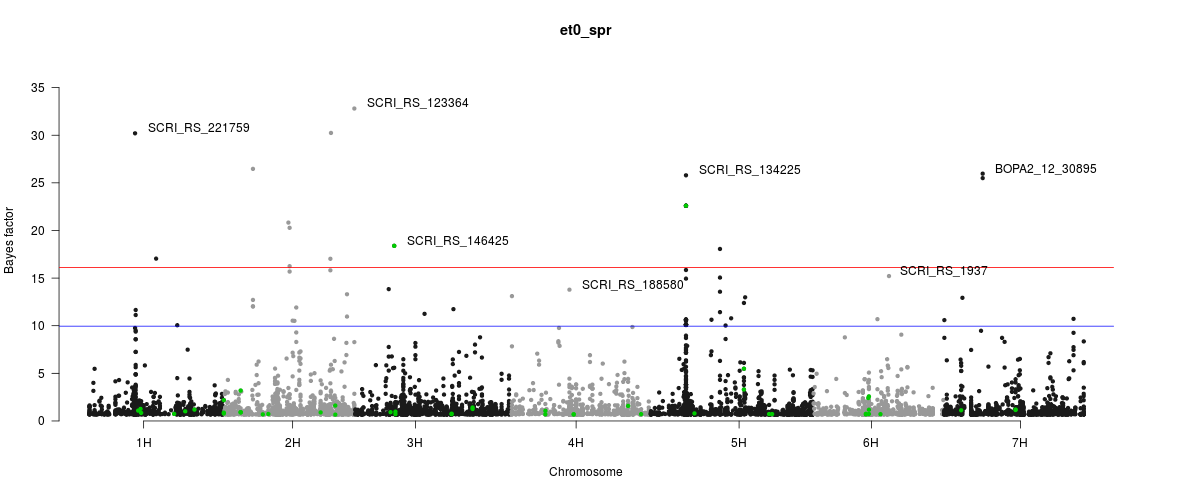 et0_spr
Bayes factor
35
30
25
20
15
10
5
0
SCRI_RS_123364
SCRI_RS_221759
SCRI_RS_134225
BOPA2_12_30895
SCRI_RS_146425
SCRI_RS_1937
SCRI_RS_188580
1H
2H
3H
4H
5H
6H
7H
Chromosome